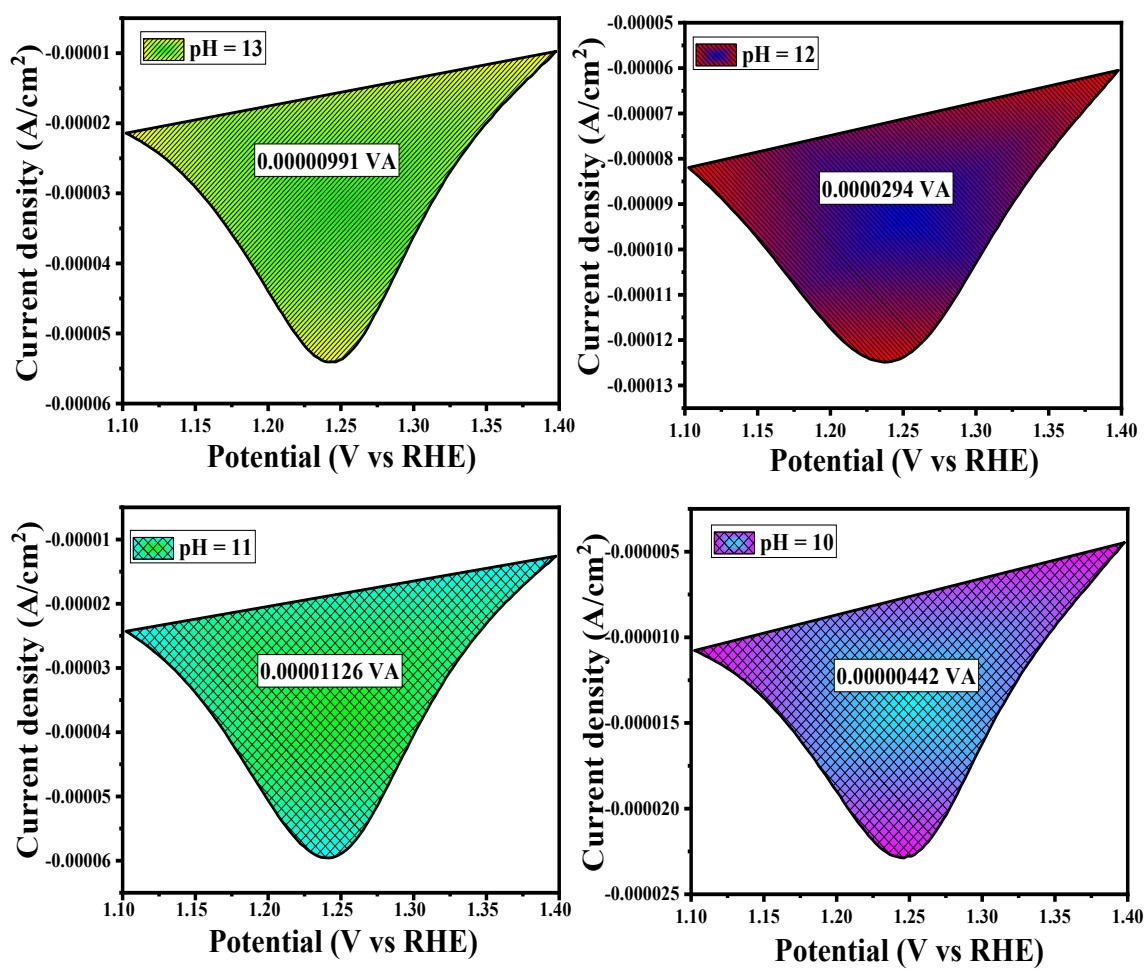 pH = 13
0.00000991 VA
Current density (A/cm²)
-0.00001
-0.00002
-0.00003
-0.00004
-0.00005
-0.00006
1.10 1.15 1.20 1.25 1.30 1.35 1.40
Potential (V vs RHE)
pH = 12
0.0000294 VA
Current density (A/cm²)
-0.00005
-0.00006
-0.00007
-0.00008
-0.00009
-0.00010
-0.00011
-0.00012
-0.00013
1.10 1.15 1.20 1.25 1.30 1.35 1.40
Potential (V vs RHE)
pH = 11
0.00001126 VA
Current density (A/cm²)
-0.00001
-0.00002
-0.00003
-0.00004
-0.00005
-0.00006
1.10 1.15 1.20 1.25 1.30 1.35 1.40
Potential (V vs RHE)
pH = 10
0.00000442 VA
Current density (A/cm²)
-0.000005
-0.000010
-0.000015
-0.000020
-0.000025
1.10 1.15 1.20 1.25 1.30 1.35 1.40
Potential (V vs RHE)